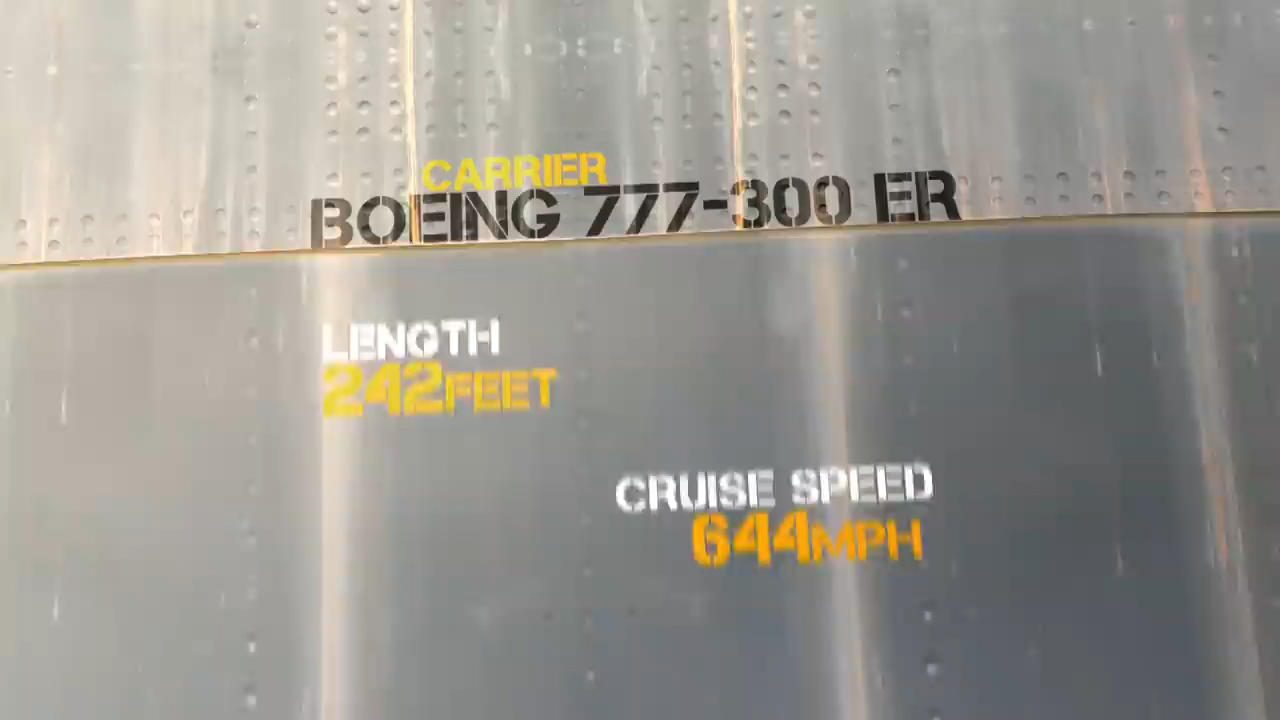 CARRIER
BOEING 777-300 ER
LENGTH
242FEET
CRUISE SPEED
644MPH